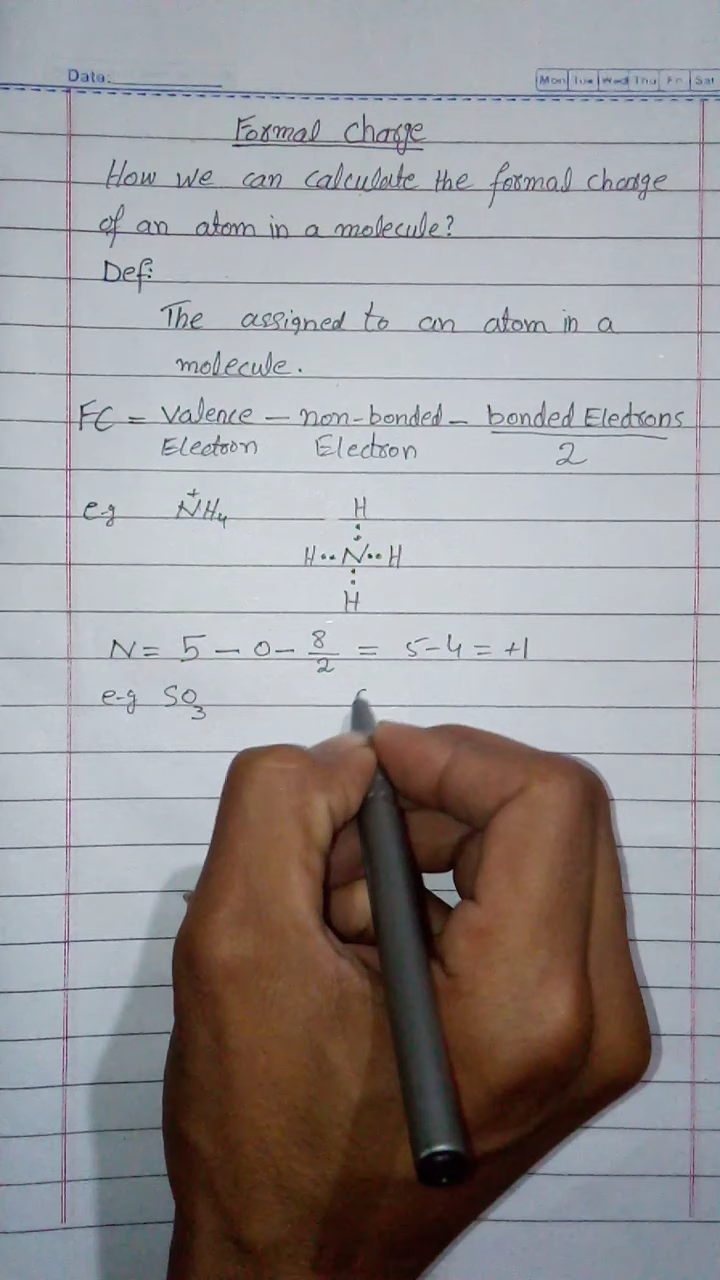 Date:
Mon Tue Wed Thu Fri Sat
Formal Charge
How we can calculate the formal charge
of an atom in a molecule?
Def:
The assigned to an atom in a
molecule.
FC = Valence – non-bonded – bonded Electrons
Electron Electron 2
e-g N⁺H₄ H
H••N••H
H
N = 5 – 0 – 8/2 = 5–4 = +1
e-g SO₃